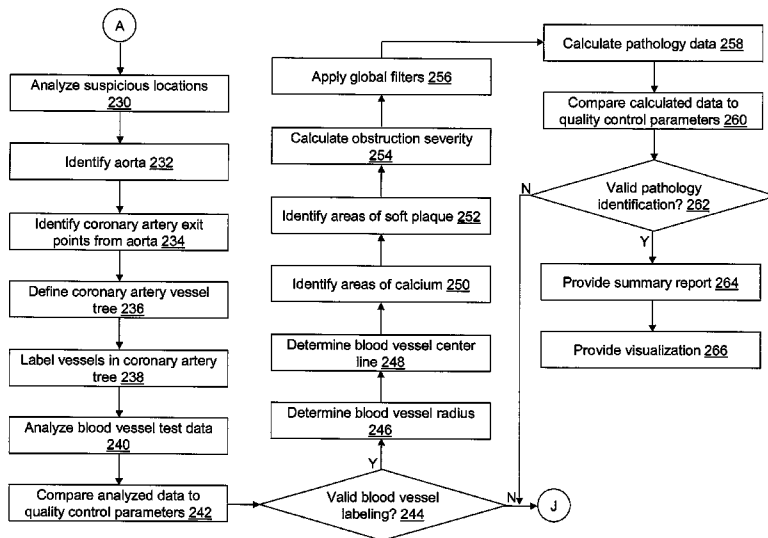 A
Analyze suspicious locations
230
Identify aorta 232
Identify coronary artery exit
points from aorta 234
Define coronary artery vessel
tree 236
Label vessels in coronary artery
tree 238
Analyze blood vessel test data
240
Compare analyzed data to
quality control parameters 242
Valid blood vessel
labeling? 244
Y
N
J
Determine blood vessel radius
246
Determine blood vessel center
line 248
Identify areas of calcium 250
Identify areas of soft plaque 252
Calculate obstruction severity
254
Apply global filters 256
Calculate pathology data 258
Compare calculated data to
quality control parameters 260
Valid pathology
identification? 262
N
Y
Provide summary report 264
Provide visualization 266